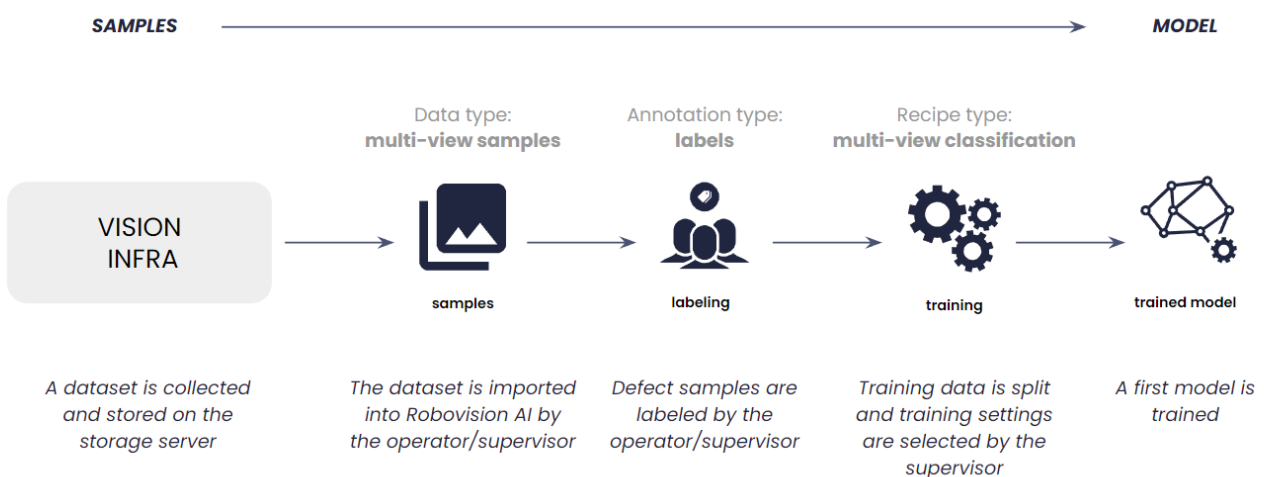 SAMPLES
MODEL
Data type:
multi-view samples
Annotation type:
labels
Recipe type:
multi-view classification
VISION
INFRA
samples
labeling
training
trained model
A dataset is collected
and stored on the
storage server
The dataset is imported
into Robovision AI by
the operator/supervisor
Defect samples are
labeled by the
operator/supervisor
Training data is split
and training settings
are selected by the
supervisor
A first model is
trained